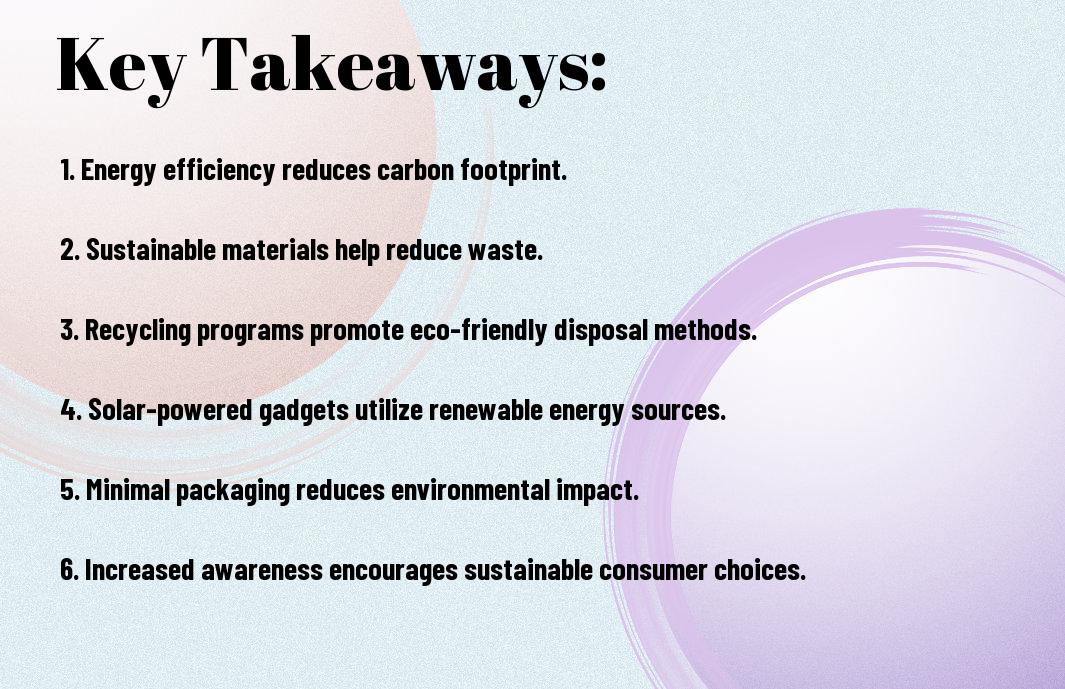 Key Takeaways:
1. Energy efficiency reduces carbon footprint.
2. Sustainable materials help reduce waste.
3. Recycling programs promote eco-friendly disposal methods.
4. Solar-powered gadgets utilize renewable energy sources.
5. Minimal packaging reduces environmental impact.
6. Increased awareness encourages sustainable consumer choices.